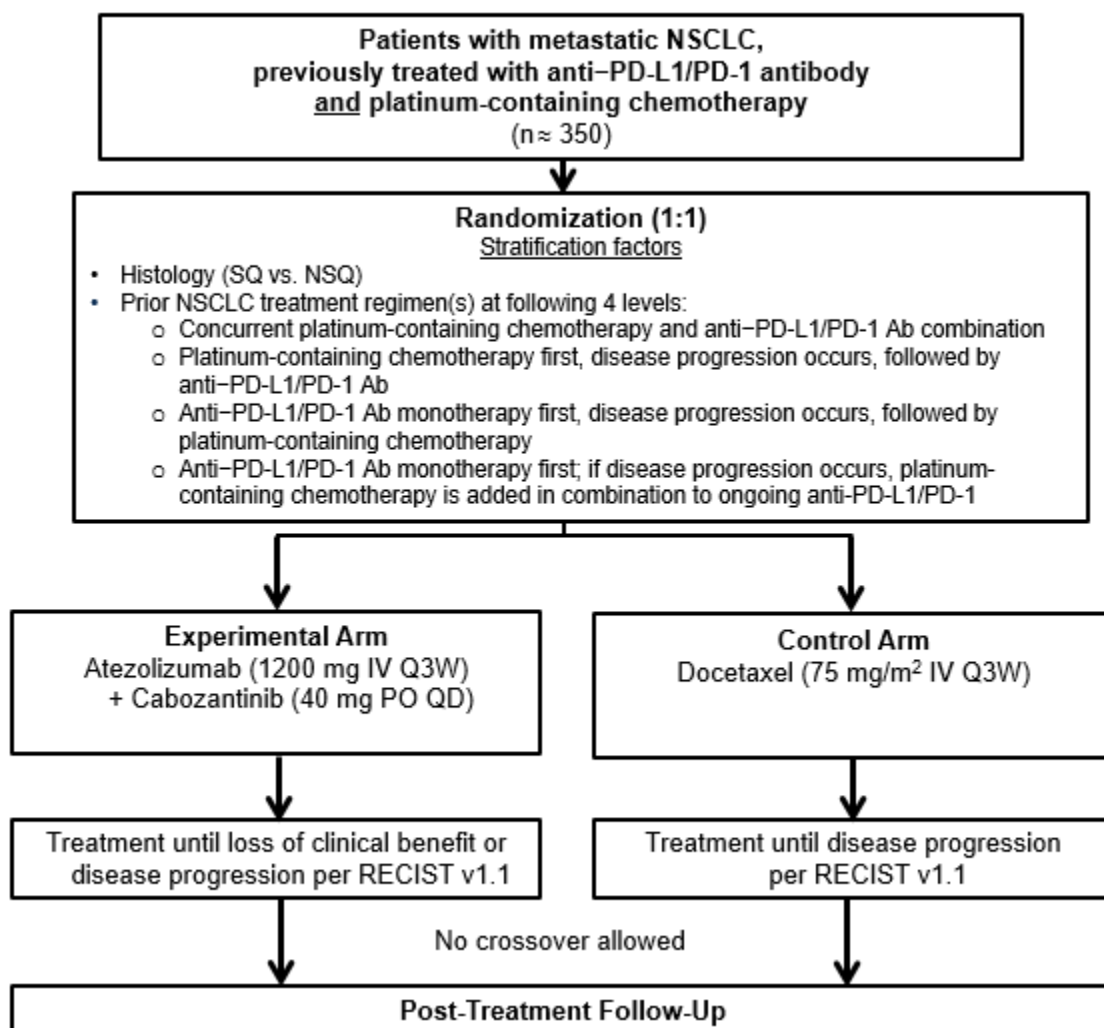 Patients with metastatic NSCLC,
previously treated with anti−PD-L1/PD-1 antibody
and platinum-containing chemotherapy
(n≈ 350)
Randomization (1:1)
Stratification factors
• Histology (SQ vs. NSQ)
• Prior NSCLC treatment regimen(s) at following 4 levels:
o Concurrent platinum-containing chemotherapy and anti−PD-L1/PD-1 Ab combination
o Platinum-containing chemotherapy first, disease progression occurs, followed by
anti−PD-L1/PD-1 Ab
o Anti−PD-L1/PD-1 Ab monotherapy first, disease progression occurs, followed by
platinum-containing chemotherapy
o Anti−PD-L1/PD-1 Ab monotherapy first; if disease progression occurs, platinum-
containing chemotherapy is added in combination to ongoing anti-PD-L1/PD-1
Experimental Arm
Atezolizumab (1200 mg IV Q3W)
+ Cabozantinib (40 mg PO QD)
Control Arm
Docetaxel (75 mg/m² IV Q3W)
Treatment until loss of clinical benefit or
disease progression per RECIST v1.1
Treatment until disease progression
per RECIST v1.1
No crossover allowed
Post-Treatment Follow-Up